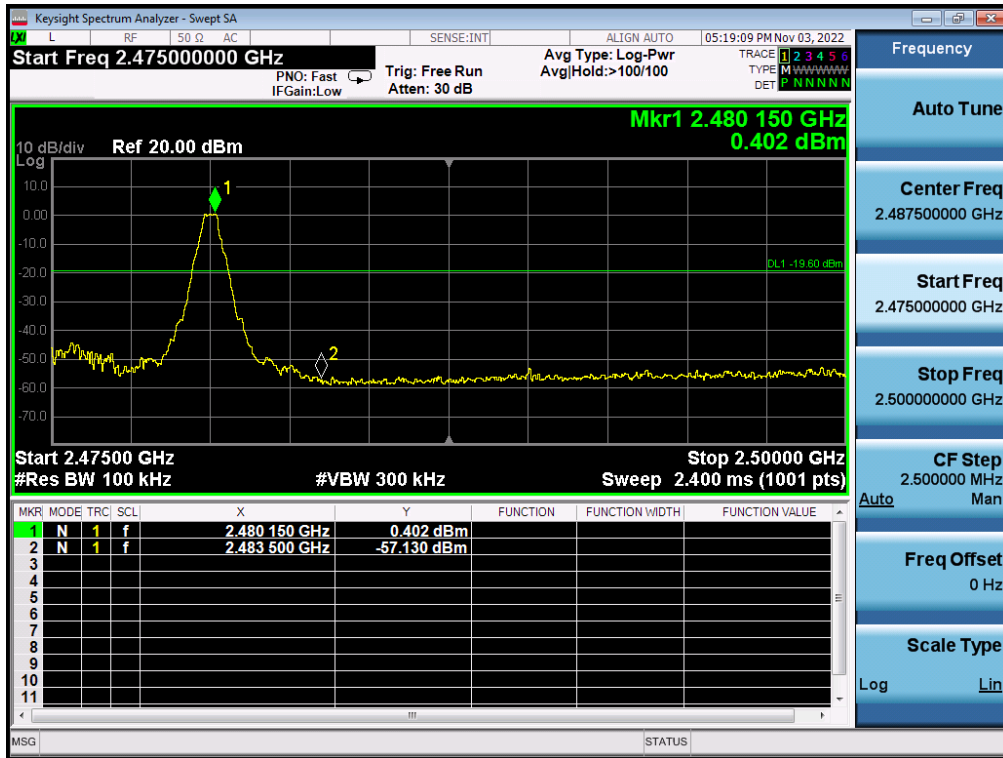 Keysight Spectrum Analyzer - Swept SA
LXI L RF 50 Ω AC SENSE:INT ALIGN AUTO 05:19:09 PM Nov 03, 2022
Start Freq 2.475000000 GHz
PNO: Fast
IFGain:Low
Trig: Free Run
Atten: 30 dB
Avg Type: Log-Pwr
Avg|Hold:>100/100
TRACE 1 2 3 4 5 6
TYPE M WWWWW
DET P N N N N N
Mkr1 2.480 150 GHz
0.402 dBm
10 dB/div Ref 20.00 dBm
Log
10.0
0.00
-10.0
-20.0
-30.0
-40.0
-50.0
-60.0
-70.0
1
DL1 -19.60 dBm
2
Start 2.47500 GHz Stop 2.50000 GHz
#Res BW 100 kHz #VBW 300 kHz Sweep 2.400 ms (1001 pts)
MKR MODE TRC SCL X Y FUNCTION FUNCTION WIDTH FUNCTION VALUE
1 N 1 f 2.480 150 GHz 0.402 dBm
2 N 1 f 2.483 500 GHz -57.130 dBm
3
4
5
6
7
8
9
10
11
MSG STATUS
Frequency
Auto Tune
Center Freq
2.487500000 GHz
Start Freq
2.475000000 GHz
Stop Freq
2.500000000 GHz
CF Step
2.500000 MHz
Auto Man
Freq Offset
0 Hz
Scale Type
Log Lin